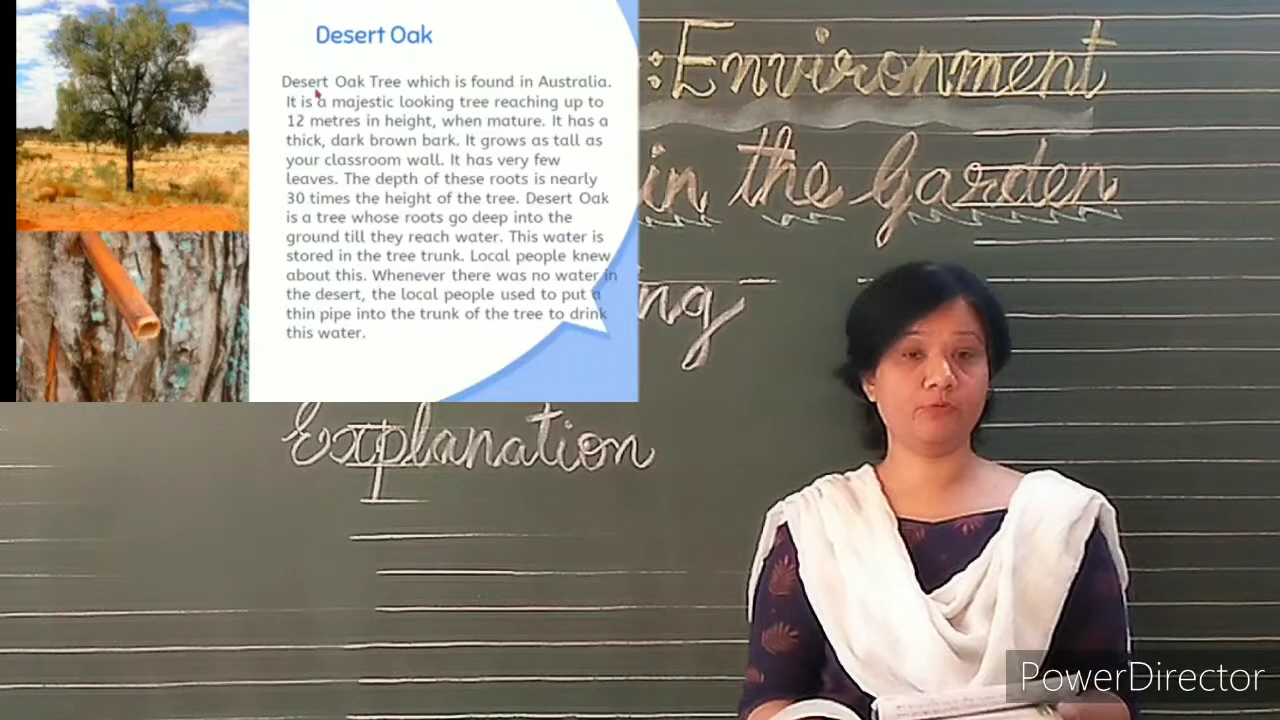 Desert Oak
Desert Oak Tree which is found in Australia.
It is a majestic looking tree reaching up to
12 metres in height, when mature. It has a
thick, dark brown bark. It grows as tall as
your classroom wall. It has very few
leaves. The depth of these roots is nearly
30 times the height of the tree. Desert Oak
is a tree whose roots go deep into the
ground till they reach water. This water is
stored in the tree trunk. Local people knew
about this. Whenever there was no water in
the desert, the local people used to put a
thin pipe into the trunk of the tree to drink
this water.
:Environment
in the Garden
ng
Explanation
PowerDirector